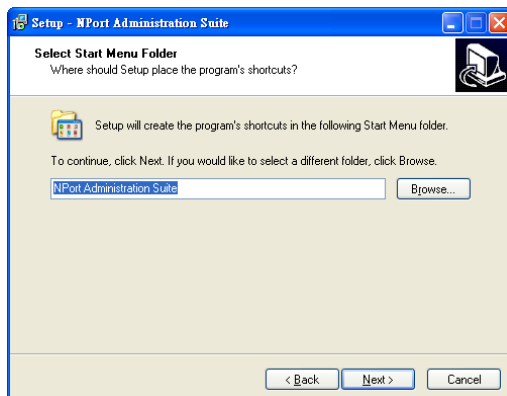 Setup - NPort Administration Suite
Select Start Menu Folder
Where should Setup place the program's shortcuts?
Setup will create the program's shortcuts in the following Start Menu folder.
To continue, click Next. If you would like to select a different folder, click Browse.
NPort Administration Suite
Browse...
< Back
Next >
Cancel